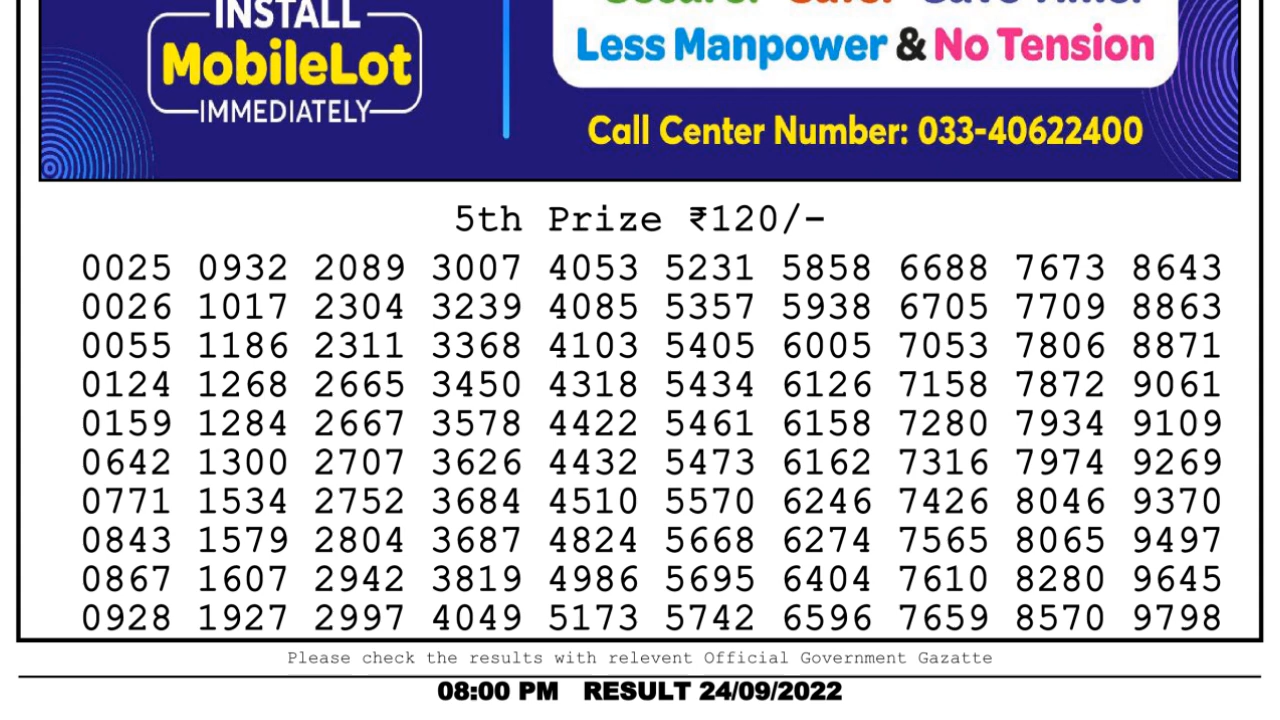 INSTALL
MobileLot
IMMEDIATELY
Less Manpower & No Tension
Call Center Number: 033-40622400
5th Prize ₹120/-
0025 0932 2089 3007 4053 5231 5858 6688 7673 8643
0026 1017 2304 3239 4085 5357 5938 6705 7709 8863
0055 1186 2311 3368 4103 5405 6005 7053 7806 8871
0124 1268 2665 3450 4318 5434 6126 7158 7872 9061
0159 1284 2667 3578 4422 5461 6158 7280 7934 9109
0642 1300 2707 3626 4432 5473 6162 7316 7974 9269
0771 1534 2752 3684 4510 5570 6246 7426 8046 9370
0843 1579 2804 3687 4824 5668 6274 7565 8065 9497
0867 1607 2942 3819 4986 5695 6404 7610 8280 9645
0928 1927 2997 4049 5173 5742 6596 7659 8570 9798
Please check the results with relevent Official Government Gazatte
08:00 PM RESULT 24/09/2022